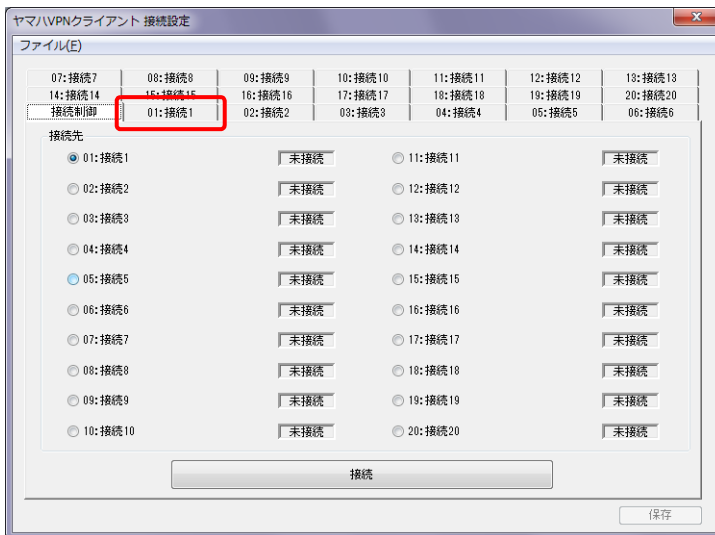 ヤマハVPNクライアント 接続設定
ファイル(F)
07:接続7 08:接続8 09:接続9 10:接続10 11:接続11 12:接続12 13:接続13
14:接続14 15:接続15 16:接続16 17:接続17 18:接続18 19:接続19 20:接続20
接続制御 01:接続1 02:接続2 03:接続3 04:接続4 05:接続5 06:接続6
接続先
01:接続1 未接続 11:接続11 未接続
02:接続2 未接続 12:接続12 未接続
03:接続3 未接続 13:接続13 未接続
04:接続4 未接続 14:接続14 未接続
05:接続5 未接続 15:接続15 未接続
06:接続6 未接続 16:接続16 未接続
07:接続7 未接続 17:接続17 未接続
08:接続8 未接続 18:接続18 未接続
09:接続9 未接続 19:接続19 未接続
10:接続10 未接続 20:接続20 未接続
接続
保存